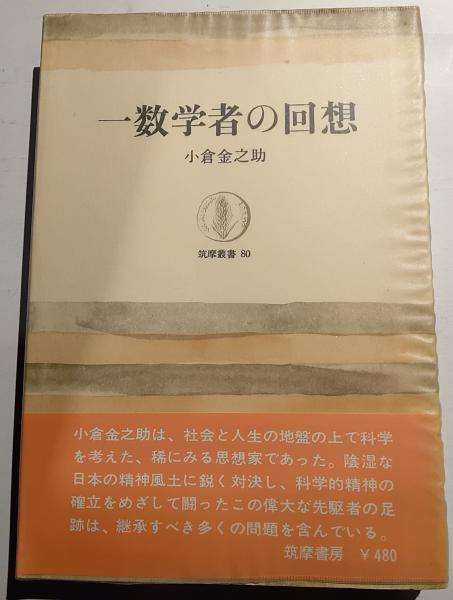 一数学者の回想
小倉金之助
筑摩叢書 80
小倉金之助は、社会と人生の地盤の上で科学
を考えた、稀にみる思想家であった。陰湿な
日本の精神風土に鋭く対決し、科学的精神の
確立をめざして闘ったこの偉大な先駆者の足
跡は、継承すべき多くの問題を含んでいる。
筑摩書房 ￥480